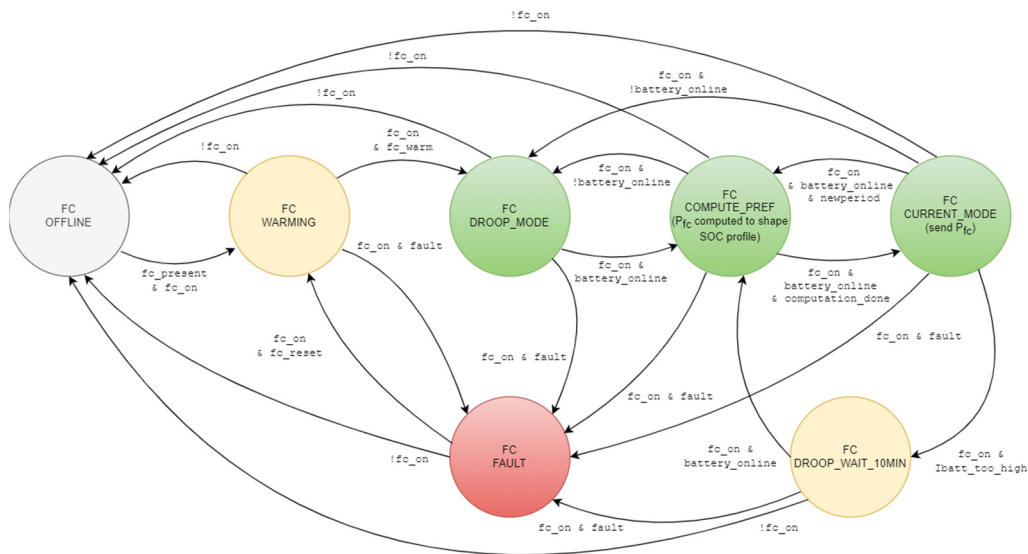 !fc_on
!fc_on
fc_on &
!battery_online
!fc_on
fc_on
& fc_warm
!fc_on
fc_on &
!battery_online
fc_on
& battery_online
& newperiod
FC
OFFLINE
FC
WARMING
FC
DROOP_MODE
FC
COMPUTE_PREF
(Pfc computed to shape
SOC profile)
FC
CURRENT_MODE
(send Pfc)
fc_present
& fc_on
fc_on & fault
fc_on &
battery_online
fc_on &
battery_online
& computation_done
fc_on
& fc_reset
fc_on & fault
fc_on & fault
fc_on & fault
!fc_on
FC
FAULT
fc_on &
battery_online
FC
DROOP_WAIT_10MIN
fc_on &
Ibatt_too_high
fc_on & fault
!fc_on